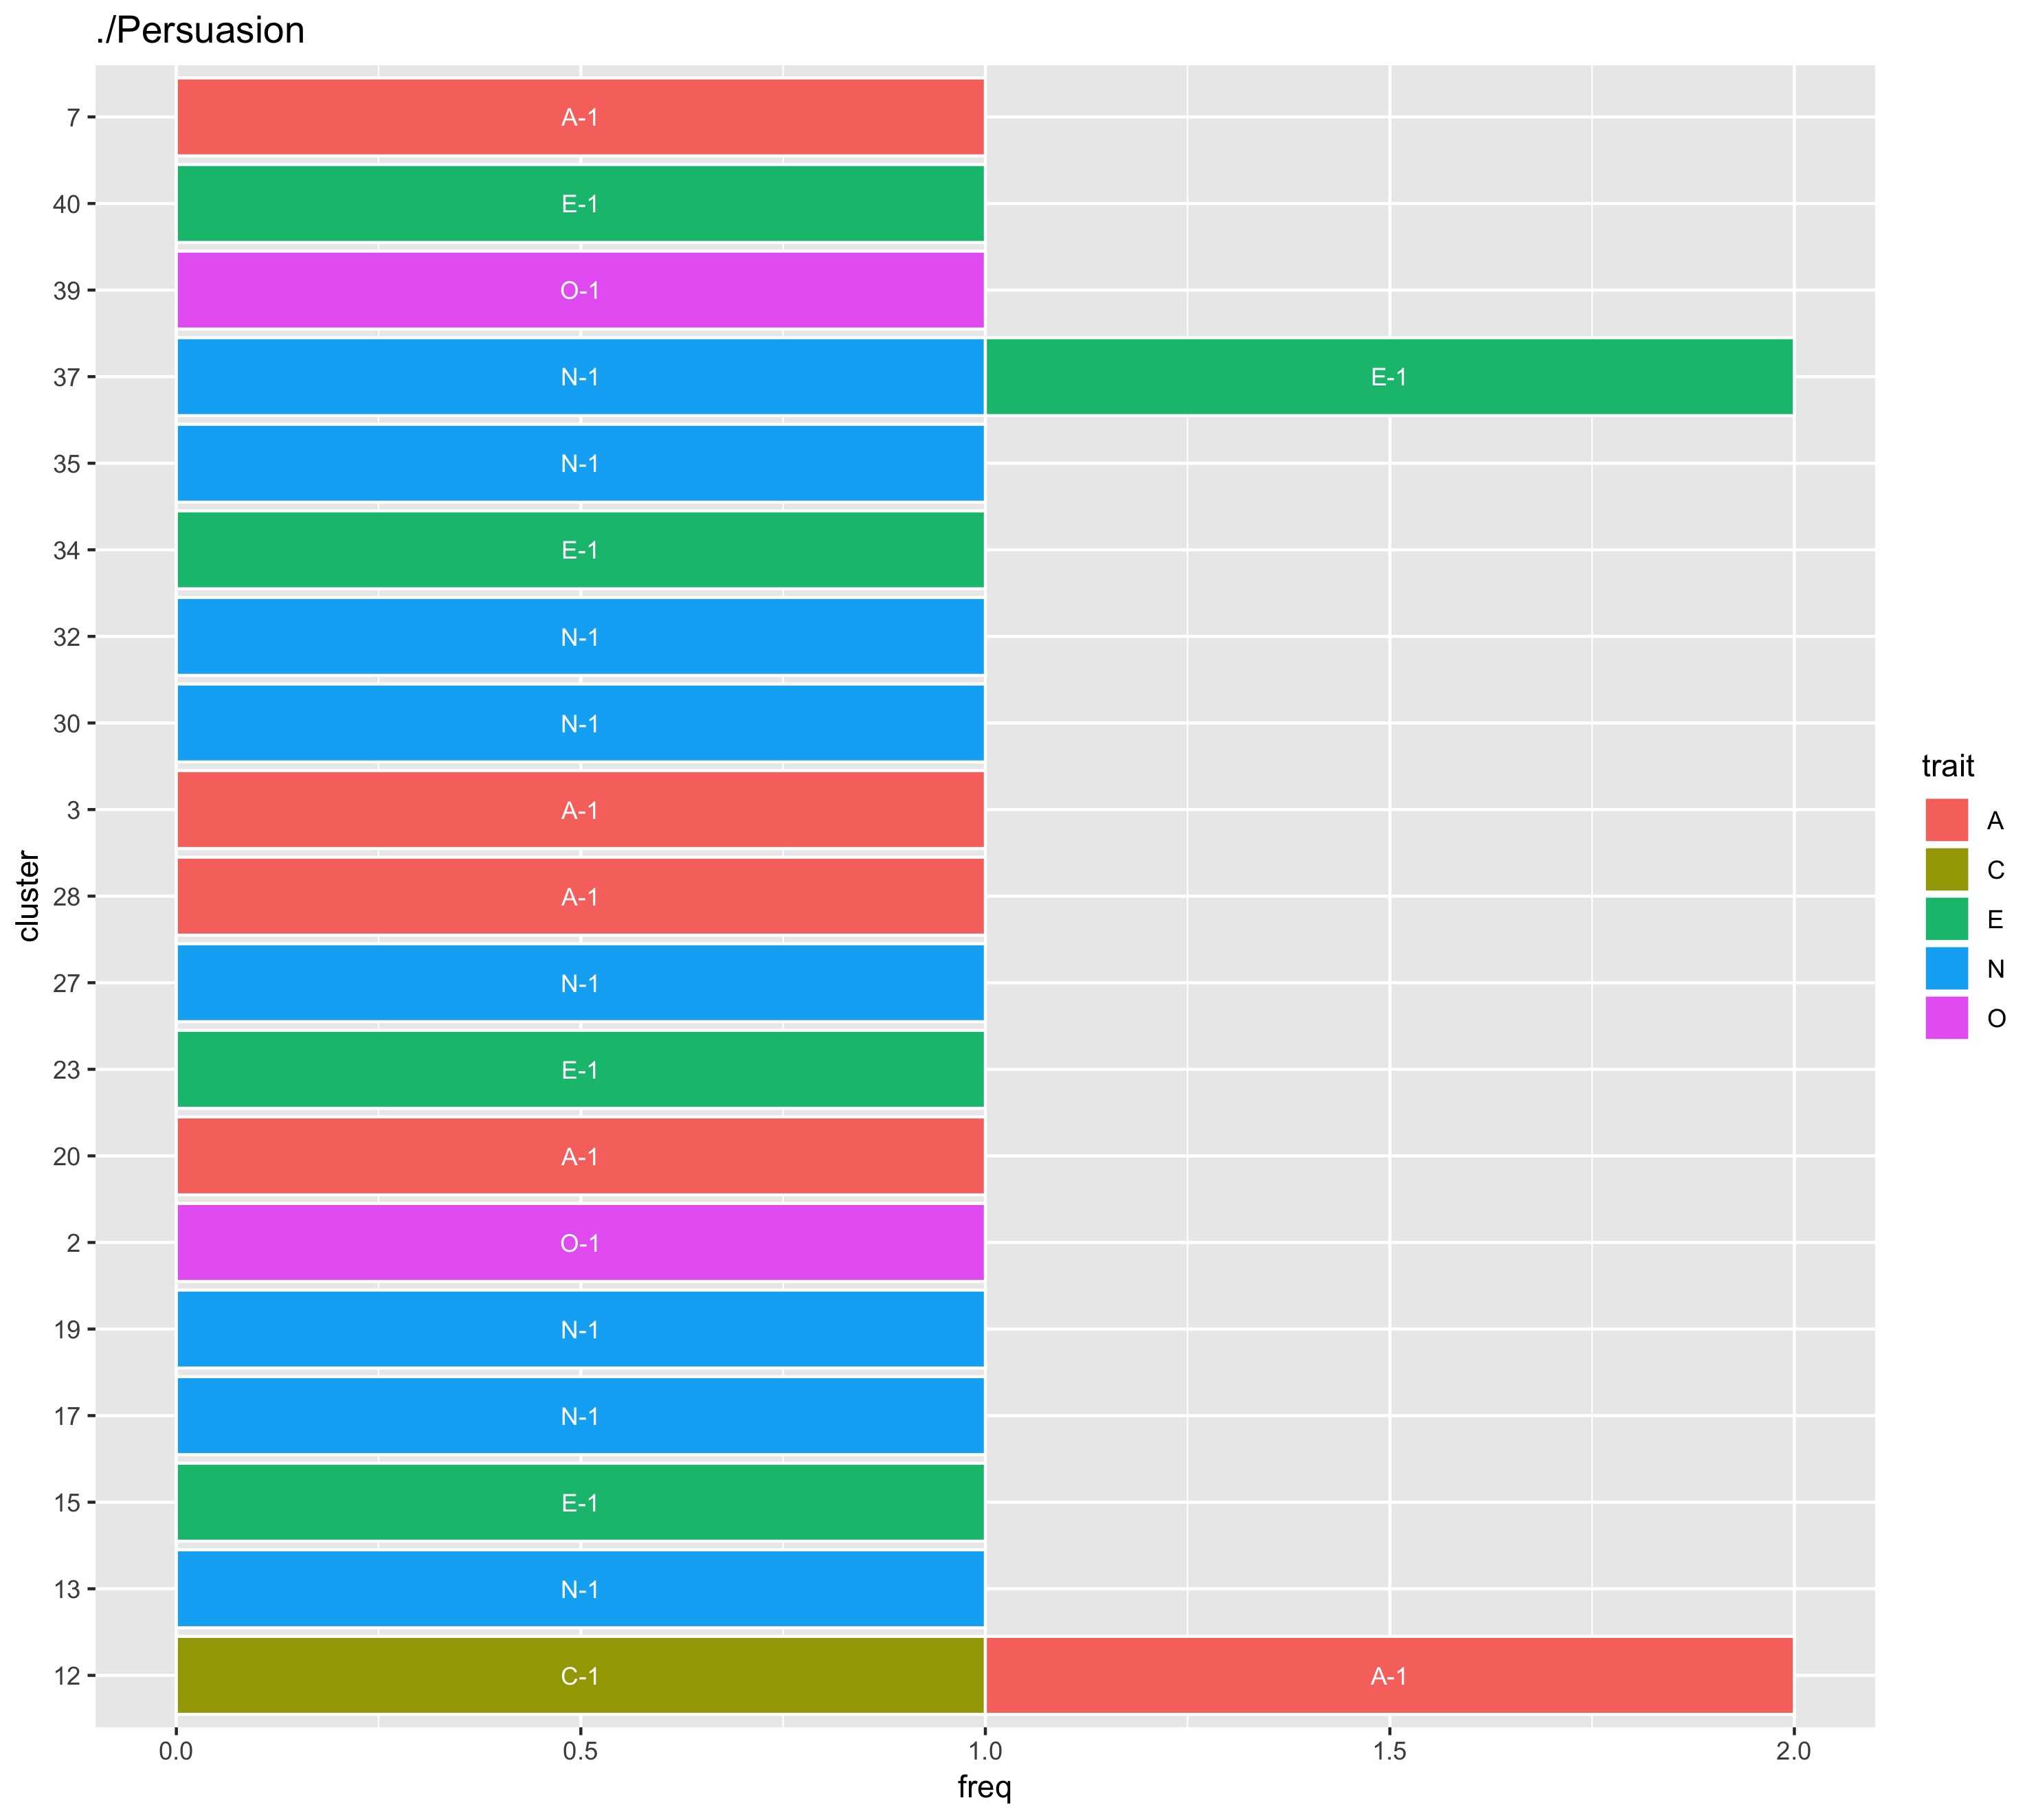 ./Persuasion
7 A-1
40 E-1
39 O-1
37 N-1 E-1
35 N-1
34 E-1
32 N-1
30 N-1
3 A-1
28 A-1
27 N-1
23 E-1
20 A-1
2 O-1
19 N-1
17 N-1
15 E-1
13 N-1
12 C-1 A-1
0.0 0.5 1.0 1.5 2.0
freq
cluster
trait
A
C
E
N
O